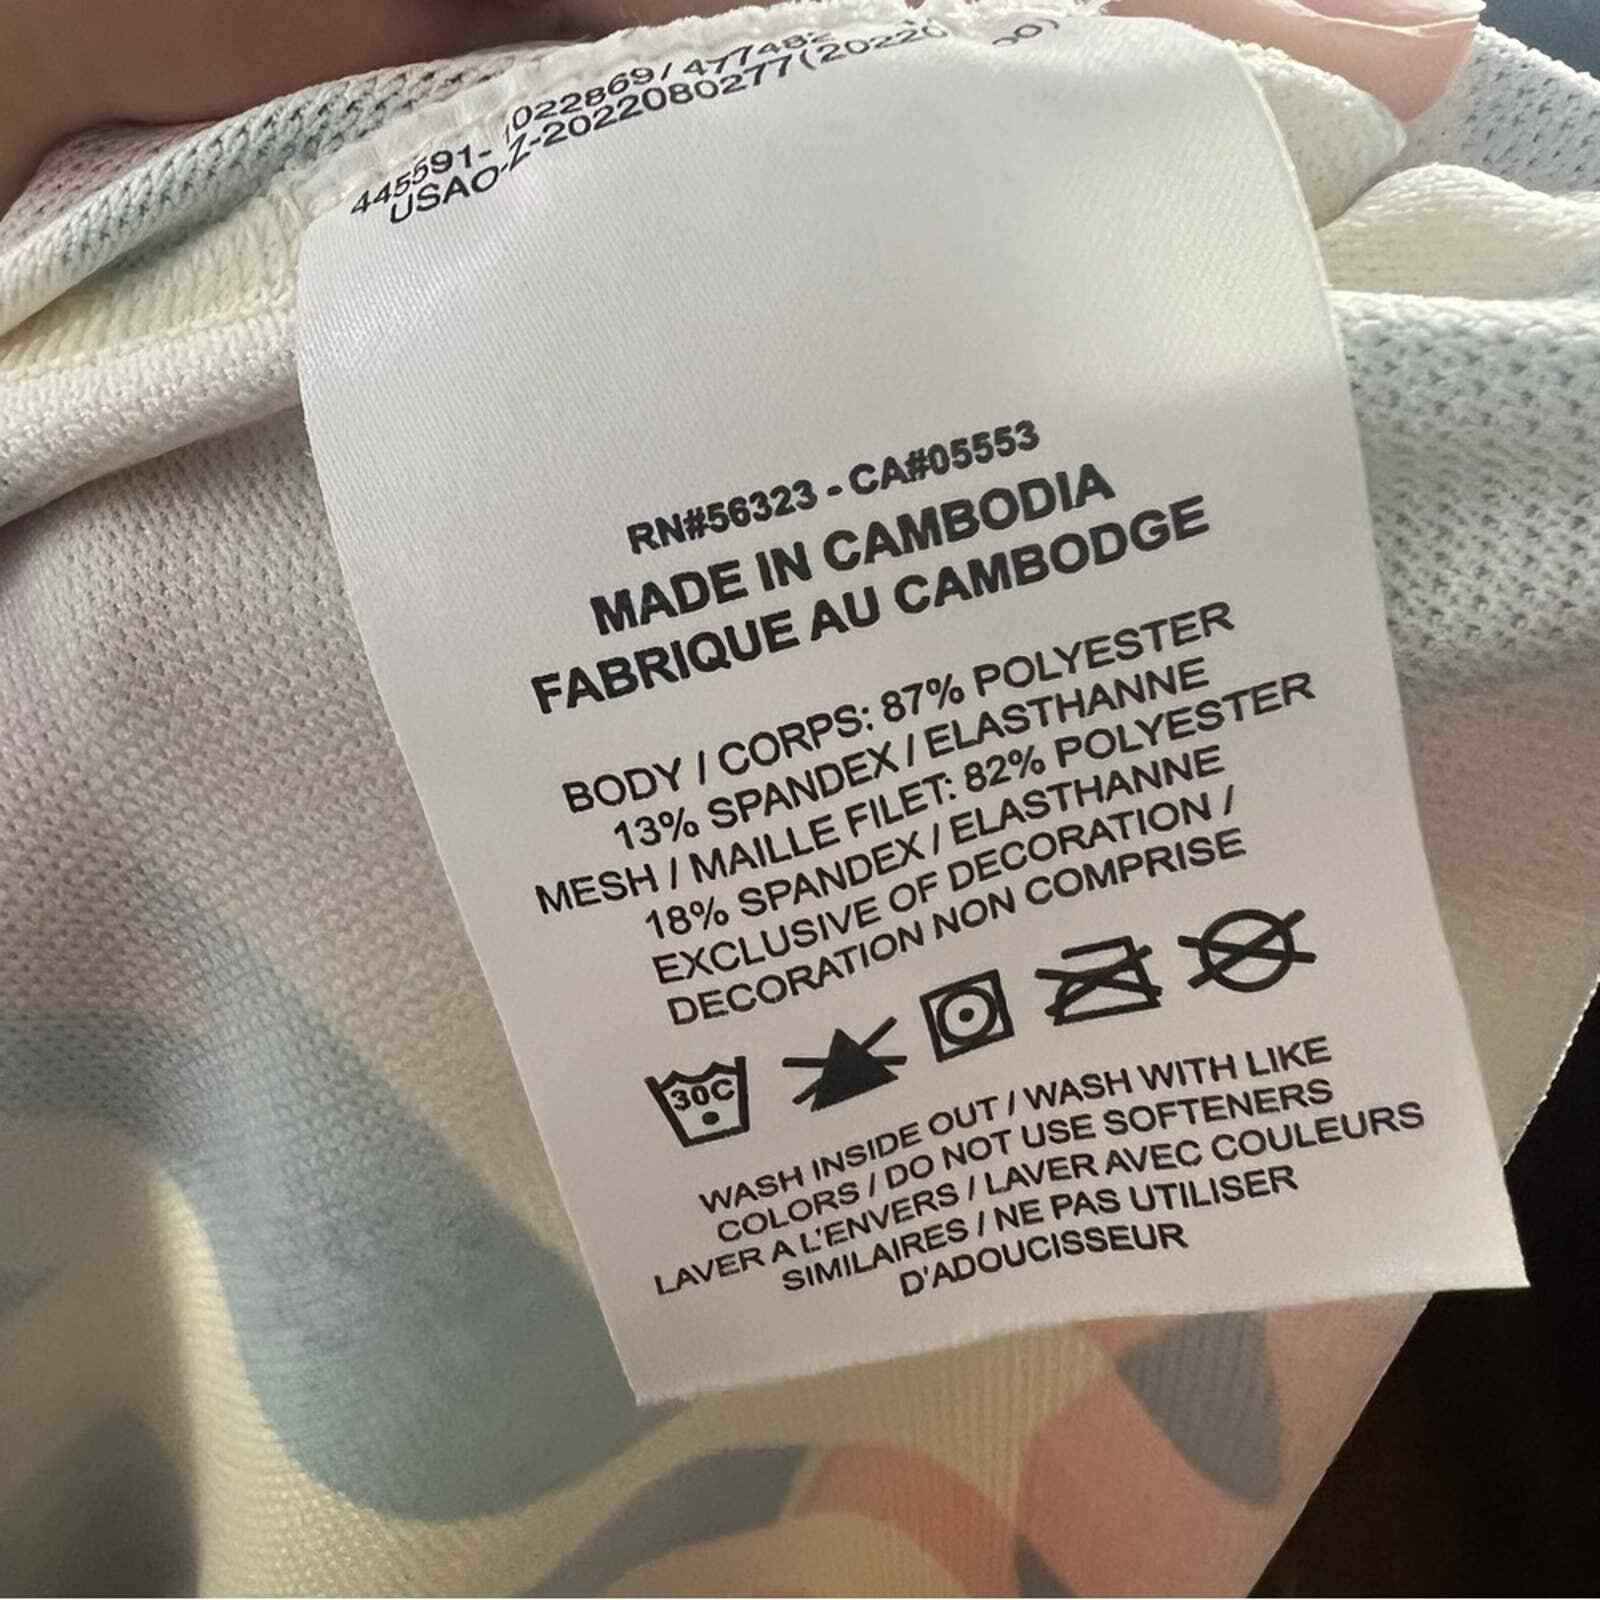 445591- 1022869/ 477482
USAO-Z-2022080277(20220
RN#56323 - CA#05553
MADE IN CAMBODIA
FABRIQUE AU CAMBODGE
BODY / CORPS: 87% POLYESTER
13% SPANDEX / ELASTHANNE
MESH / MAILLE FILET: 82% POLYESTER
18% SPANDEX / ELASTHANNE
EXCLUSIVE OF DECORATION /
DECORATION NON COMPRISE
30C
WASH INSIDE OUT / WASH WITH LIKE
COLORS / DO NOT USE SOFTENERS
LAVER A L'ENVERS / LAVER AVEC COULEURS
SIMILAIRES / NE PAS UTILISER
D'ADOUCISSEUR